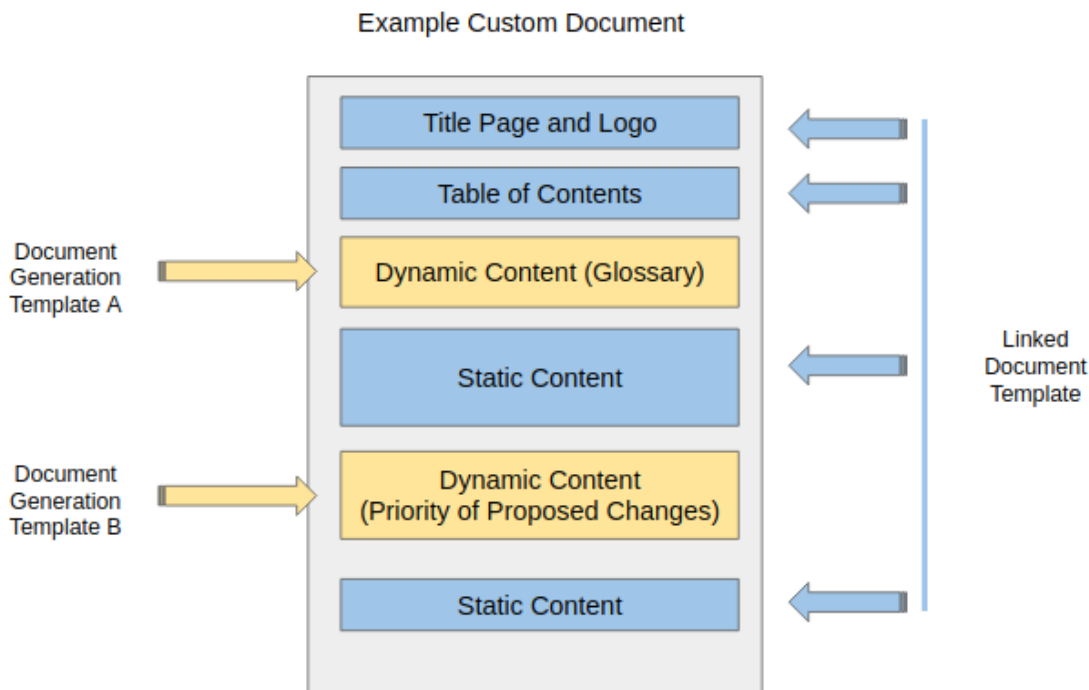 Example Custom Document
Title Page and Logo
Table of Contents
Document
Generation
Template A
Dynamic Content (Glossary)
Static Content
Linked
Document
Template
Document
Generation
Template B
Dynamic Content
(Priority of Proposed Changes)
Static Content